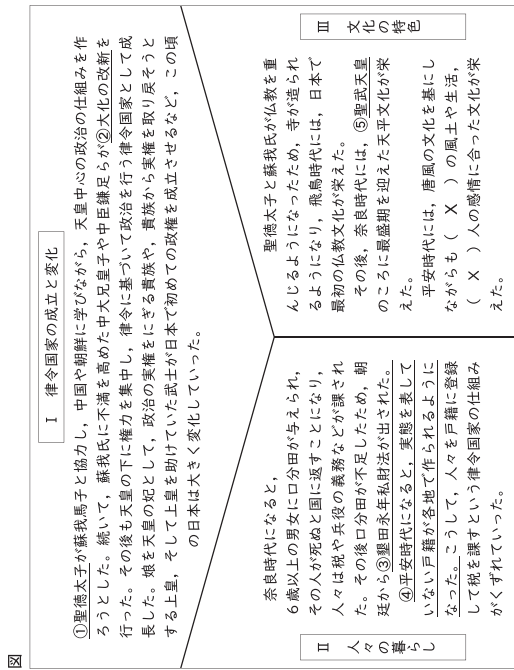 図
Ⅰ　律令国家の成立と変化
①聖徳太子が蘇我馬子と協力し，中国や朝鮮に学びながら，天皇中心の政治の仕組みを作
ろうとした。続いて，蘇我氏に不満を高めた中大兄皇子や中臣鎌足らが②大化の改新を
行った。その後も天皇の下に権力を集中し，律令に基づいて政治を行う律令国家として成
長した。娘を天皇の妃として，政治の実権をにぎる貴族や，貴族から実権を取り戻そうと
する上皇，そして上皇を助けていた武士が日本で初めての政権を成立させるなど，この頃
の日本は大きく変化していった。
Ⅱ　人々の暮らし
奈良時代になると，
６歳以上の男女に口分田が与えられ，
その人が死ぬと国に返すことになり，
人々は税や兵役の義務などが課され
た。その後口分田が不足したため，朝
廷から③墾田永年私財法が出された。
④平安時代になると，実態を表して
いない戸籍が各地で作られるように
なった。こうして，人々を戸籍に登録
して税を課すという律令国家の仕組み
がくずれていった。
Ⅲ　文化の特色
聖徳太子と蘇我氏が仏教を重
んじるようになったため，寺が造られ
るようになり，飛鳥時代には，日本で
最初の仏教文化が栄えた。
その後，奈良時代には，⑤聖武天皇
のころに最盛期を迎えた天平文化が栄
えた。
平安時代には，唐風の文化を基にし
ながらも（　Ｘ　）の風土や生活，
（　Ｘ　）人の感情に合った文化が栄
えた。